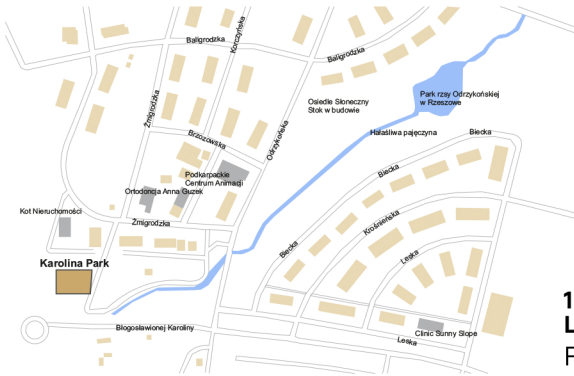 Baligrodzka
Korczyńska
Baligrodzka
Żmigrodzka
Osiedle Słoneczny
Stok w budowie
Park rzsy Odrzykońskiej
w Rzeszowe
Brzozowska
Odrzykońska
Hałaśliwa pajęczyna
Biecka
Podkarpackie
Centrum Animacji
Biecka
Ortodoncja Anna Guzek
Kot Nieruchomości
Żmigrodzka
Krośnieńska
Biecka
Leska
Karolina Park
Błogosławionej Karoliny
Clinic Sunny Slope
Leska
1
L
F